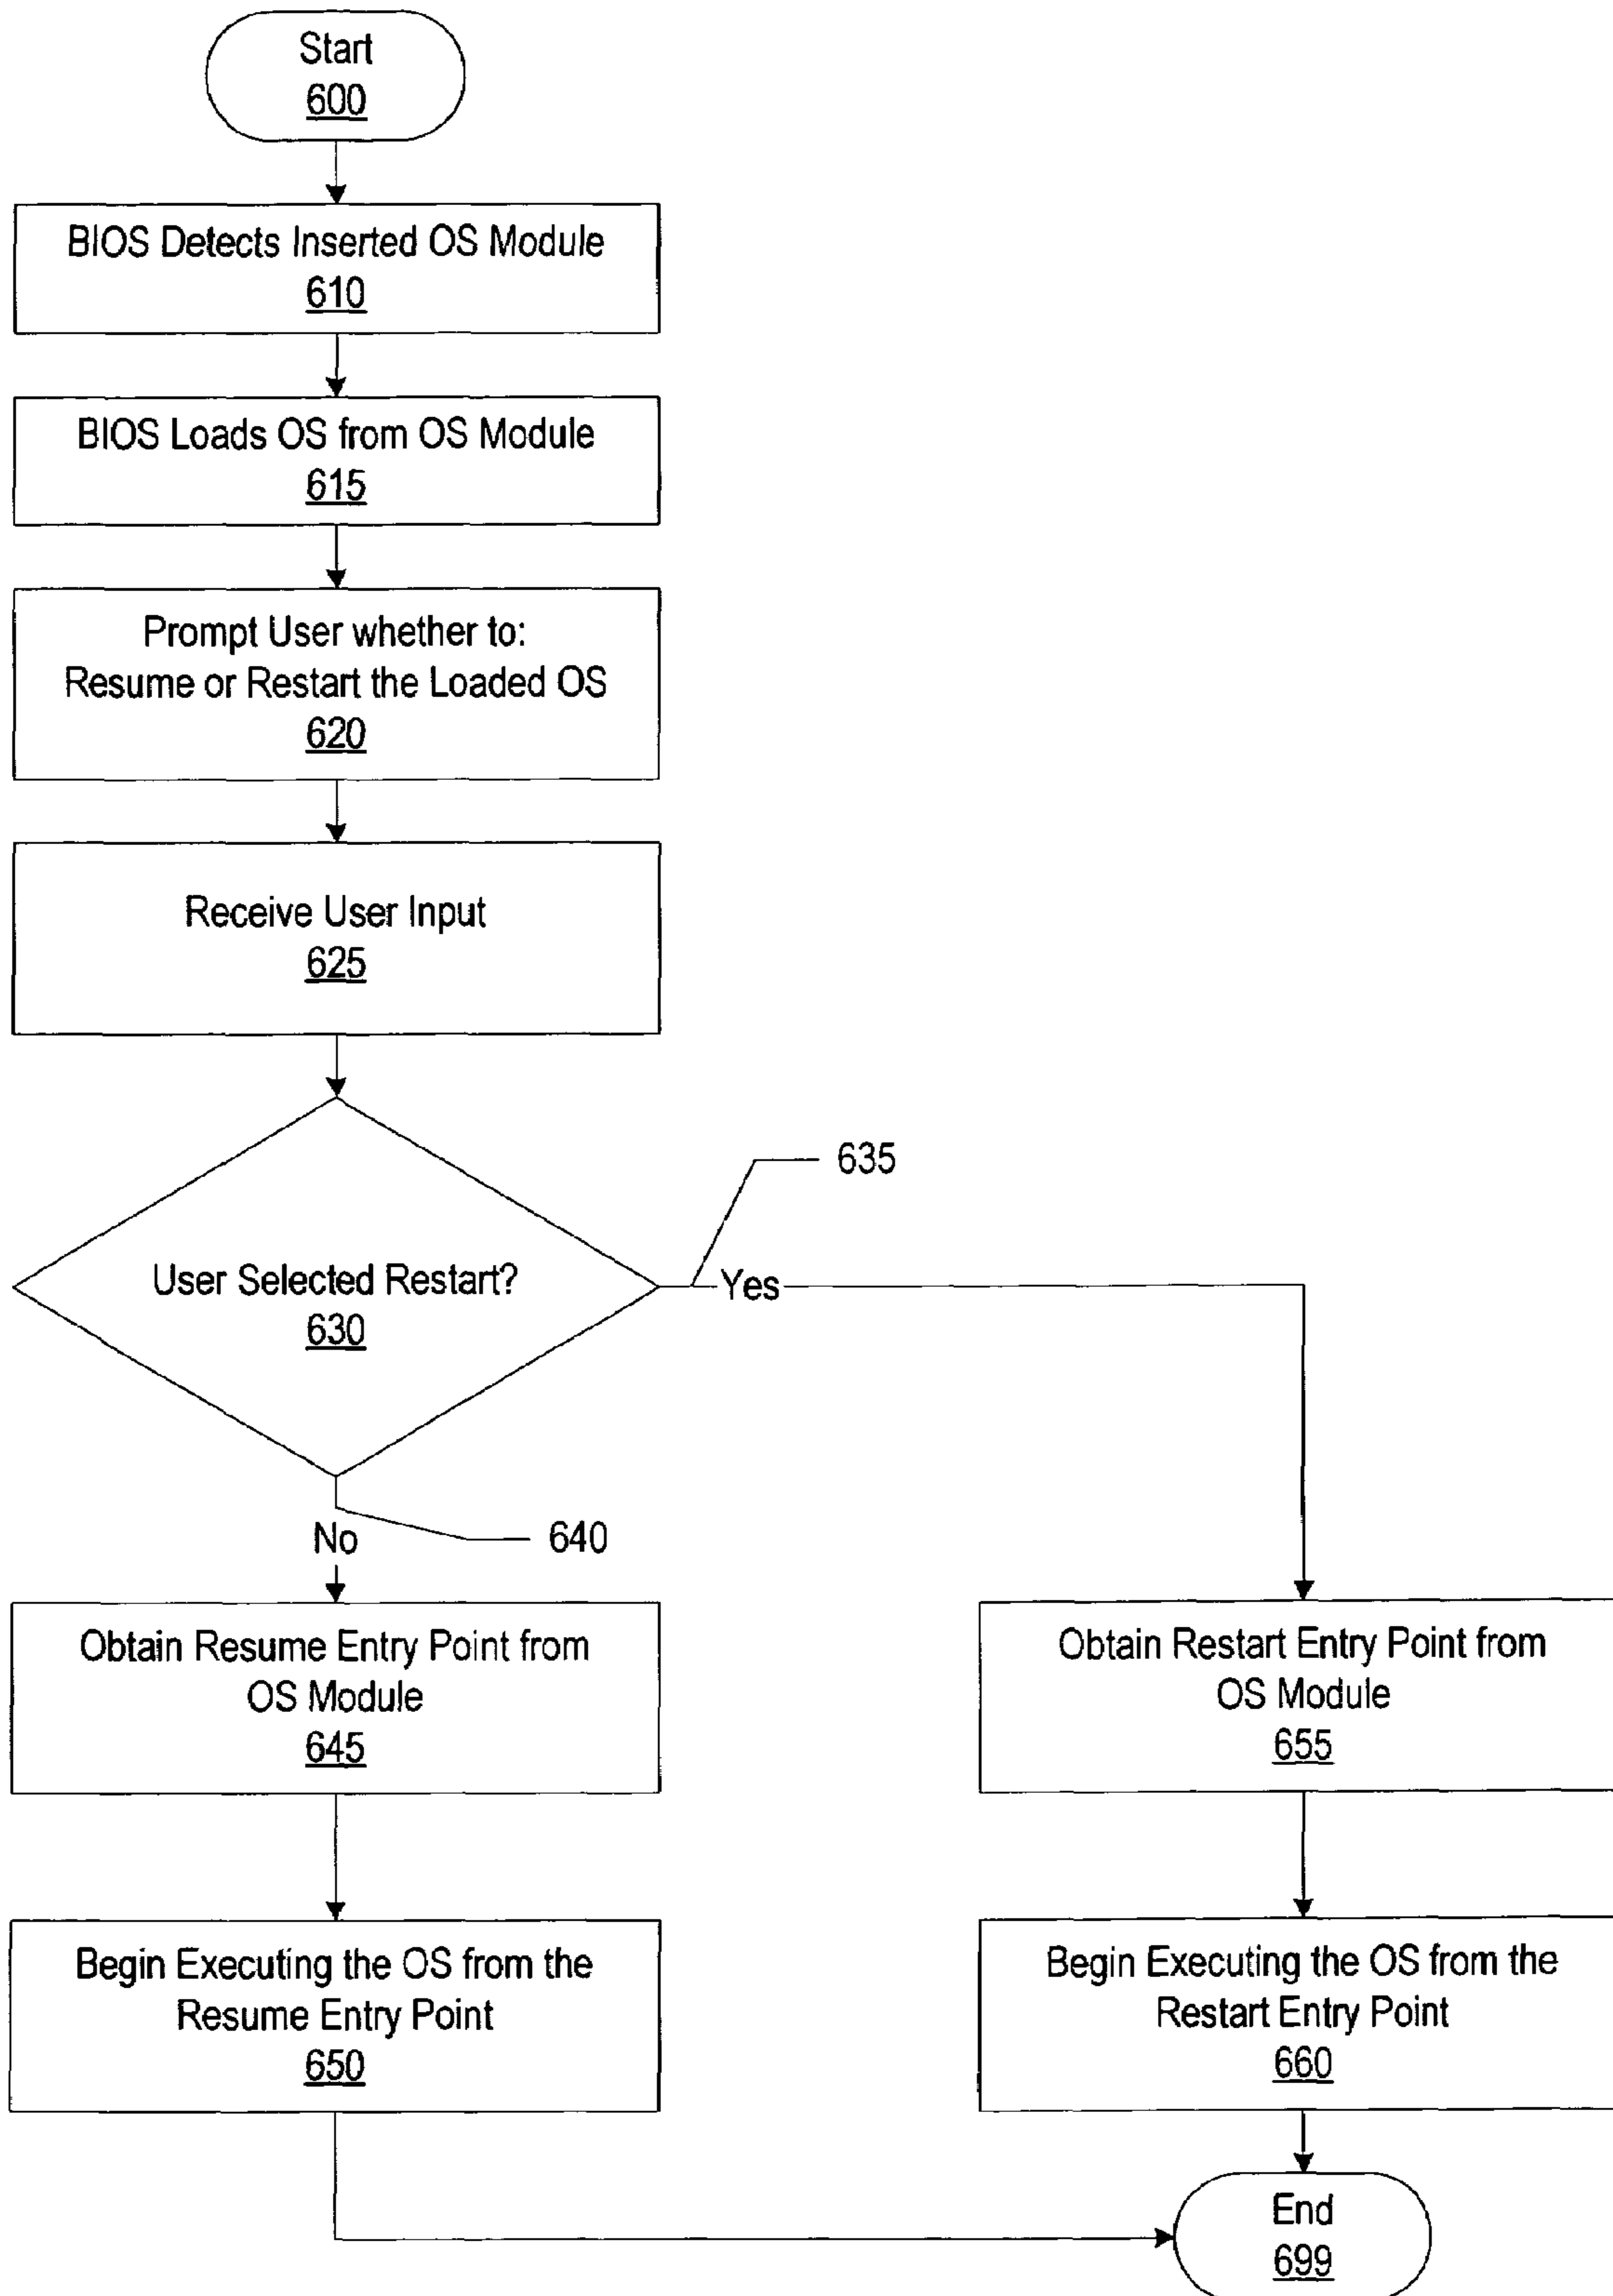 Start
600
BIOS Detects Inserted OS Module
610
BIOS Loads OS from OS Module
615
Prompt User whether to:
Resume or Restart the Loaded OS
620
Receive User Input
625
User Selected Restart?
630
635
Yes
No
640
Obtain Resume Entry Point from
OS Module
645
Obtain Restart Entry Point from
OS Module
655
Begin Executing the OS from the
Resume Entry Point
650
Begin Executing the OS from the
Restart Entry Point
660
End
699